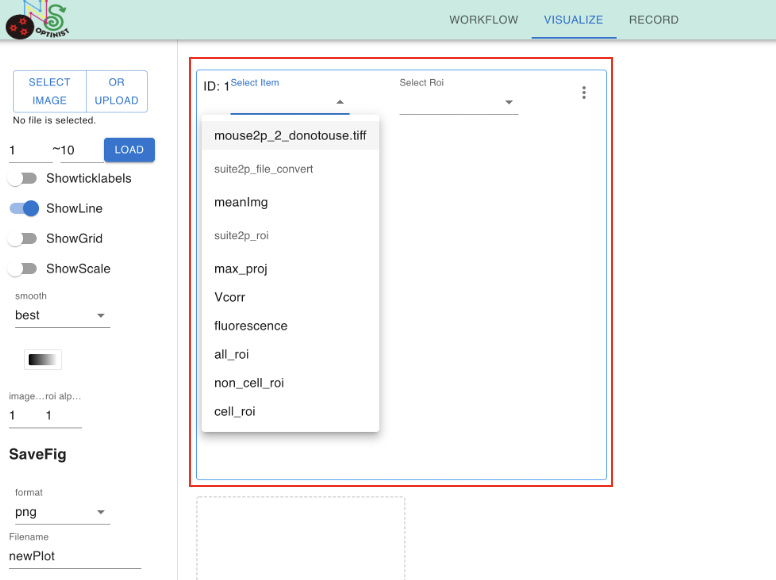 NS
OPTINIST
WORKFLOW
VISUALIZE
RECORD
SELECT IMAGE
OR UPLOAD
No file is selected.
1 ~10 LOAD
Showticklabels
ShowLine
ShowGrid
ShowScale
smooth
best
image…roi alp…
1 1
SaveFig
format
png
Filename
newPlot
ID: 1
Select Item
Select Roi
mouse2p_2_donotouse.tiff
suite2p_file_convert
meanImg
suite2p_roi
max_proj
Vcorr
fluorescence
all_roi
non_cell_roi
cell_roi